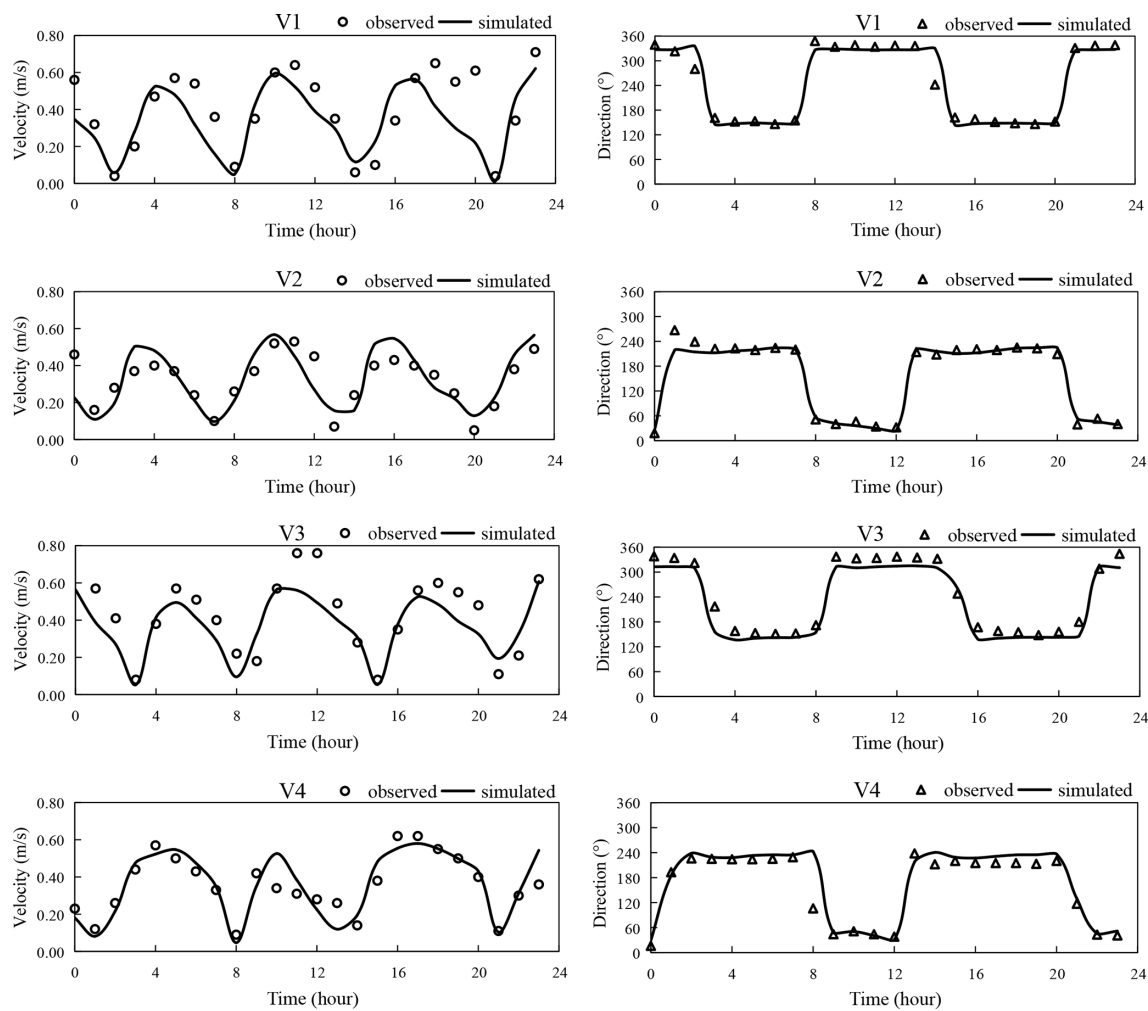 V1 observed simulated
0.80
0.60
0.40
0.20
0.00
Velocity (m/s)
0 4 8 12 16 20 24
Time (hour)
V1 observed simulated
360
300
240
180
120
60
0
Direction (°)
0 4 8 12 16 20 24
Time (hour)
V2 observed simulated
0.80
0.60
0.40
0.20
0.00
Velocity (m/s)
0 4 8 12 16 20 24
Time (hour)
V2 observed simulated
360
300
240
180
120
60
0
Direction (°)
0 4 8 12 16 20 24
Time (hour)
V3 observed simulated
0.80
0.60
0.40
0.20
0.00
Velocity (m/s)
0 4 8 12 16 20 24
Time (hour)
V3 observed simulated
360
300
240
180
120
60
0
Direction (°)
0 4 8 12 16 20 24
Time (hour)
V4 observed simulated
0.80
0.60
0.40
0.20
0.00
Velocity (m/s)
0 4 8 12 16 20 24
Time (hour)
V4 observed simulated
360
300
240
180
120
60
0
Direction (°)
0 4 8 12 16 20 24
Time (hour)